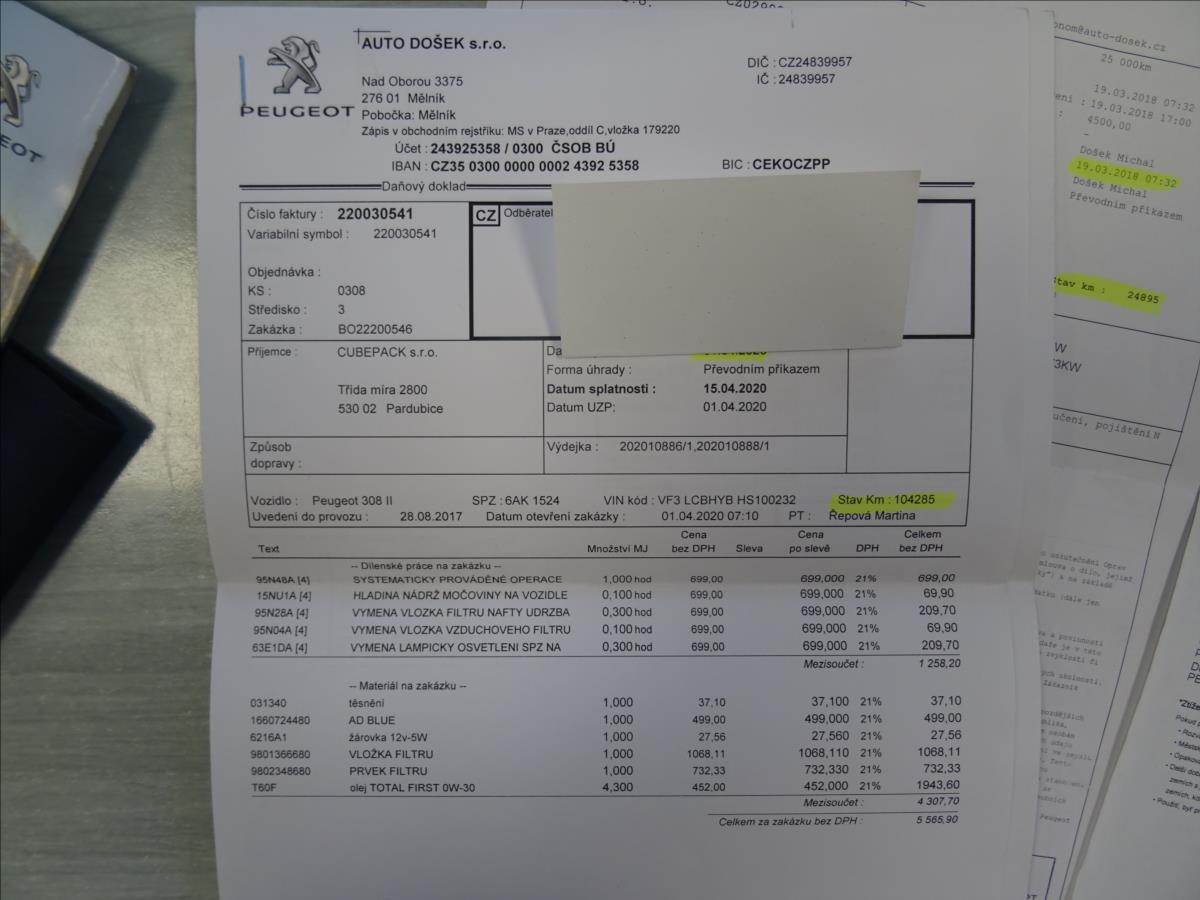 AUTO DOŠEK s.r.o.
PEUGEOT
Nad Oborou 3375
276 01 Mělník
Pobočka: Mělník
Zápis v obchodním rejstříku: MS v Praze,oddíl C,vložka 179220
Účet : 243925358 / 0300 ČSOB BÚ
IBAN : CZ35 0300 0000 0002 4392 5358
BIC : CEKOCZPP
DIČ : CZ24839957
IČ : 24839957
Daňový doklad
Číslo faktury : 220030541
Variabilní symbol : 220030541
Objednávka :
KS : 0308
Středisko : 3
Zakázka : BO22200546
CZ Odběratel
Příjemce : CUBEPACK s.r.o.
Třída míra 2800
530 02 Pardubice
Forma úhrady : Převodním příkazem
Datum splatnosti : 15.04.2020
Datum UZP: 01.04.2020
Způsob
dopravy :
Výdejka : 202010886/1,202010888/1
Vozidlo : Peugeot 308 II SPZ : 6AK 1524 VIN kód : VF3 LCBHYB HS100232 Stav Km : 104285
Uvedení do provozu : 28.08.2017 Datum otevření zakázky : 01.04.2020 07:10 PT : Řepová Martina
Text Množství MJ Cena bez DPH Sleva Cena po slevě DPH Celkem bez DPH
-- Dílenské práce na zakázku --
95N48A [4] SYSTEMATICKY PROVÁDĚNÉ OPERACE 1,000 hod 699,00 699,000 21% 699,00
15NU1A [4] HLADINA NÁDRŽ MOČOVINY NA VOZIDLE 0,100 hod 699,00 699,000 21% 69,90
95N28A [4] VYMENA VLOZKA FILTRU NAFTY UDRZBA 0,300 hod 699,00 699,000 21% 209,70
95N04A [4] VYMENA VLOZKA VZDUCHOVEHO FILTRU 0,100 hod 699,00 699,000 21% 69,90
63E1DA [4] VYMENA LAMPICKY OSVETLENI SPZ NA 0,300 hod 699,00 699,000 21% 209,70
Mezisoučet : 1 258,20
-- Materiál na zakázku --
031340 těsnění 1,000 37,10 37,100 21% 37,10
1660724480 AD BLUE 1,000 499,00 499,000 21% 499,00
6216A1 žárovka 12v-5W 1,000 27,56 27,560 21% 27,56
9801366680 VLOŽKA FILTRU 1,000 1068,11 1068,110 21% 1068,11
9802348680 PRVEK FILTRU 1,000 732,33 732,330 21% 732,33
T60F olej TOTAL FIRST 0W-30 4,300 452,00 452,000 21% 1943,60
Mezisoučet : 4 307,70
Celkem za zakázku bez DPH : 5 565,90
@auto-dosek.cz
25 000km
19.03.2018 07:32
19.03.2018 17:00
4500,00
-
Došek Michal
19.03.2018 07:32
Došek Michal
Převodním příkazem
km : 24895
pojištění N